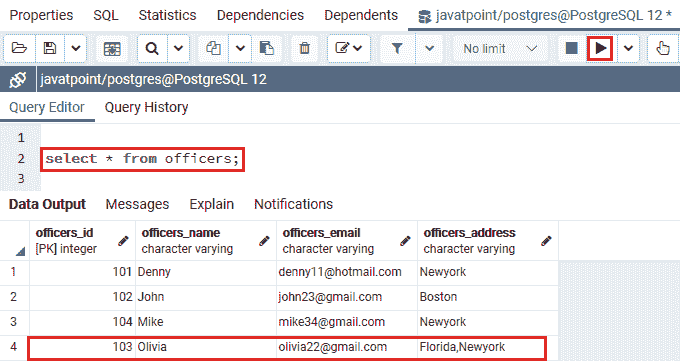 Properties SQL Statistics Dependencies Dependents javatpoint/postgres@PostgreSQL 12 *
No limit
javatpoint/postgres@PostgreSQL 12
Query Editor Query History
1
2 select * from officers;
3
Data Output Messages Explain Notifications
officers_id officers_name officers_email officers_address
[PK] integer character varying character varying character varying
1 101 Denny denny11@hotmail.com Newyork
2 102 John john23@gmail.com Boston
3 104 Mike mike34@gmail.com Newyork
4 103 Olivia olivia22@gmail.com Florida,Newyork